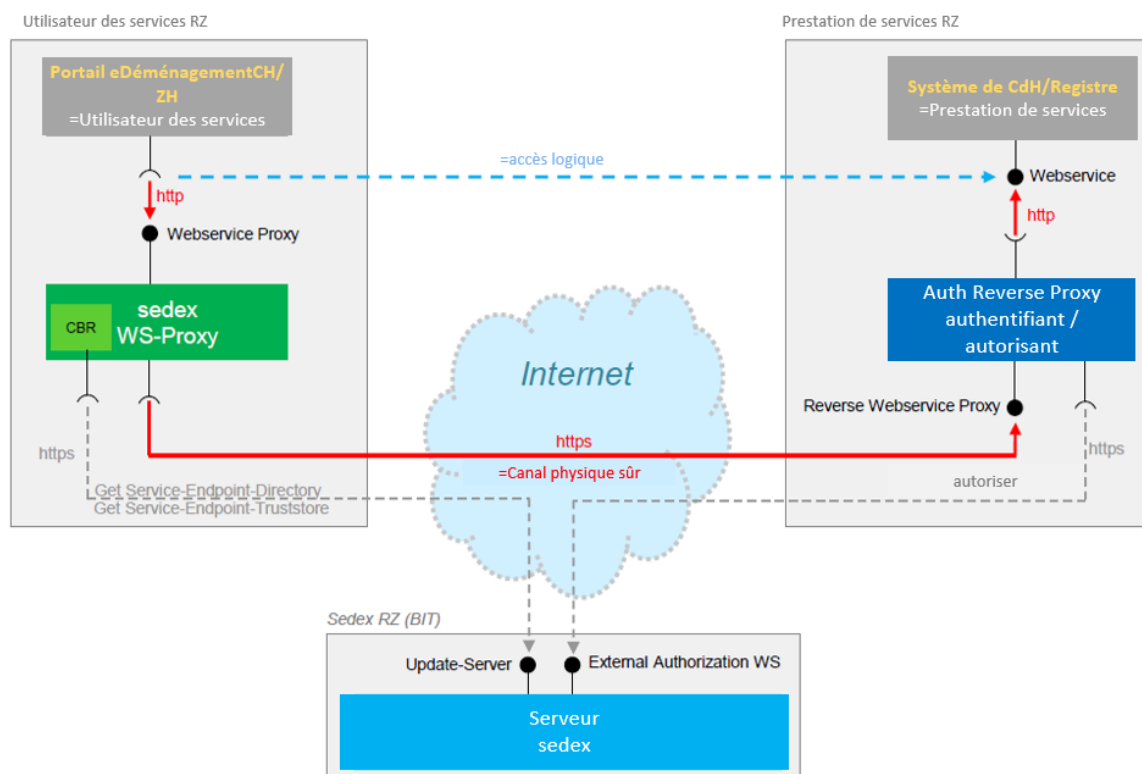 Utilisateur des services RZ
Prestation de services RZ
Portail eDéménagementCH/
ZH
=Utilisateur des services
Système de CdH/Registre
=Prestation de services
=accès logique
http
Webservice
http
Webservice Proxy
sedex
WS-Proxy
CBR
Auth Reverse Proxy
authentifiant /
autorisant
Internet
Reverse Webservice Proxy
https
https
https
=Canal physique sûr
autoriser
Get Service-Endpoint-Directory
Get Service-Endpoint-Truststore
Sedex RZ (BIT)
Update-Server
External Authorization WS
Serveur
sedex